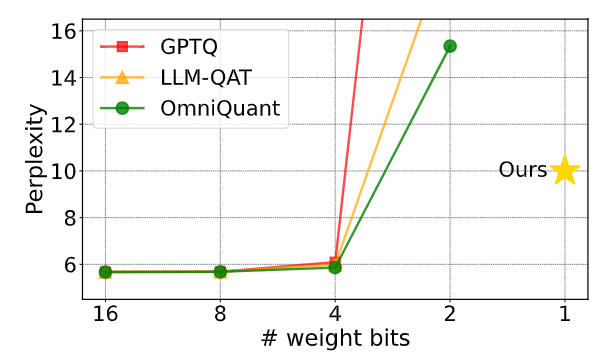 GPTQ
LLM-QAT
OmniQuant
Perplexity
16
14
12
10
8
6
Ours
16 8 4 2 1
# weight bits